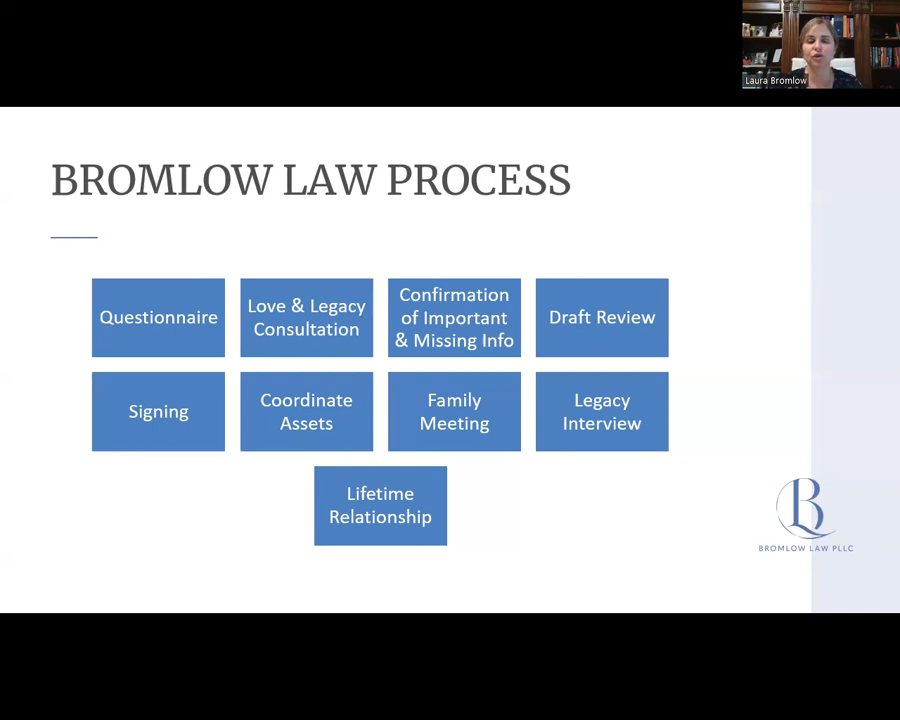 Laura Bromlow
BROMLOW LAW PROCESS
Questionnaire
Love & Legacy
Consultation
Confirmation
of Important
& Missing Info
Draft Review
Signing
Coordinate
Assets
Family
Meeting
Legacy
Interview
Lifetime
Relationship
BROMLOW LAW PLLC